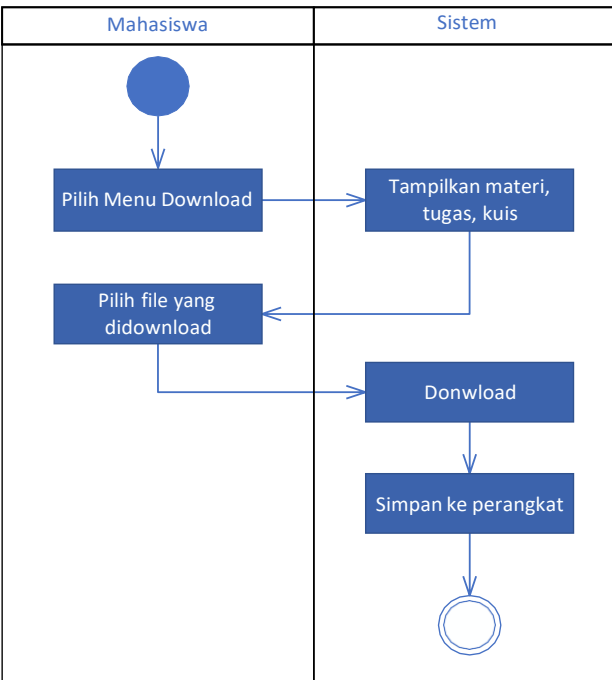 Mahasiswa
Sistem
Pilih Menu Download
Tampilkan materi,
tugas, kuis
Pilih file yang
didownload
Donwload
Simpan ke perangkat